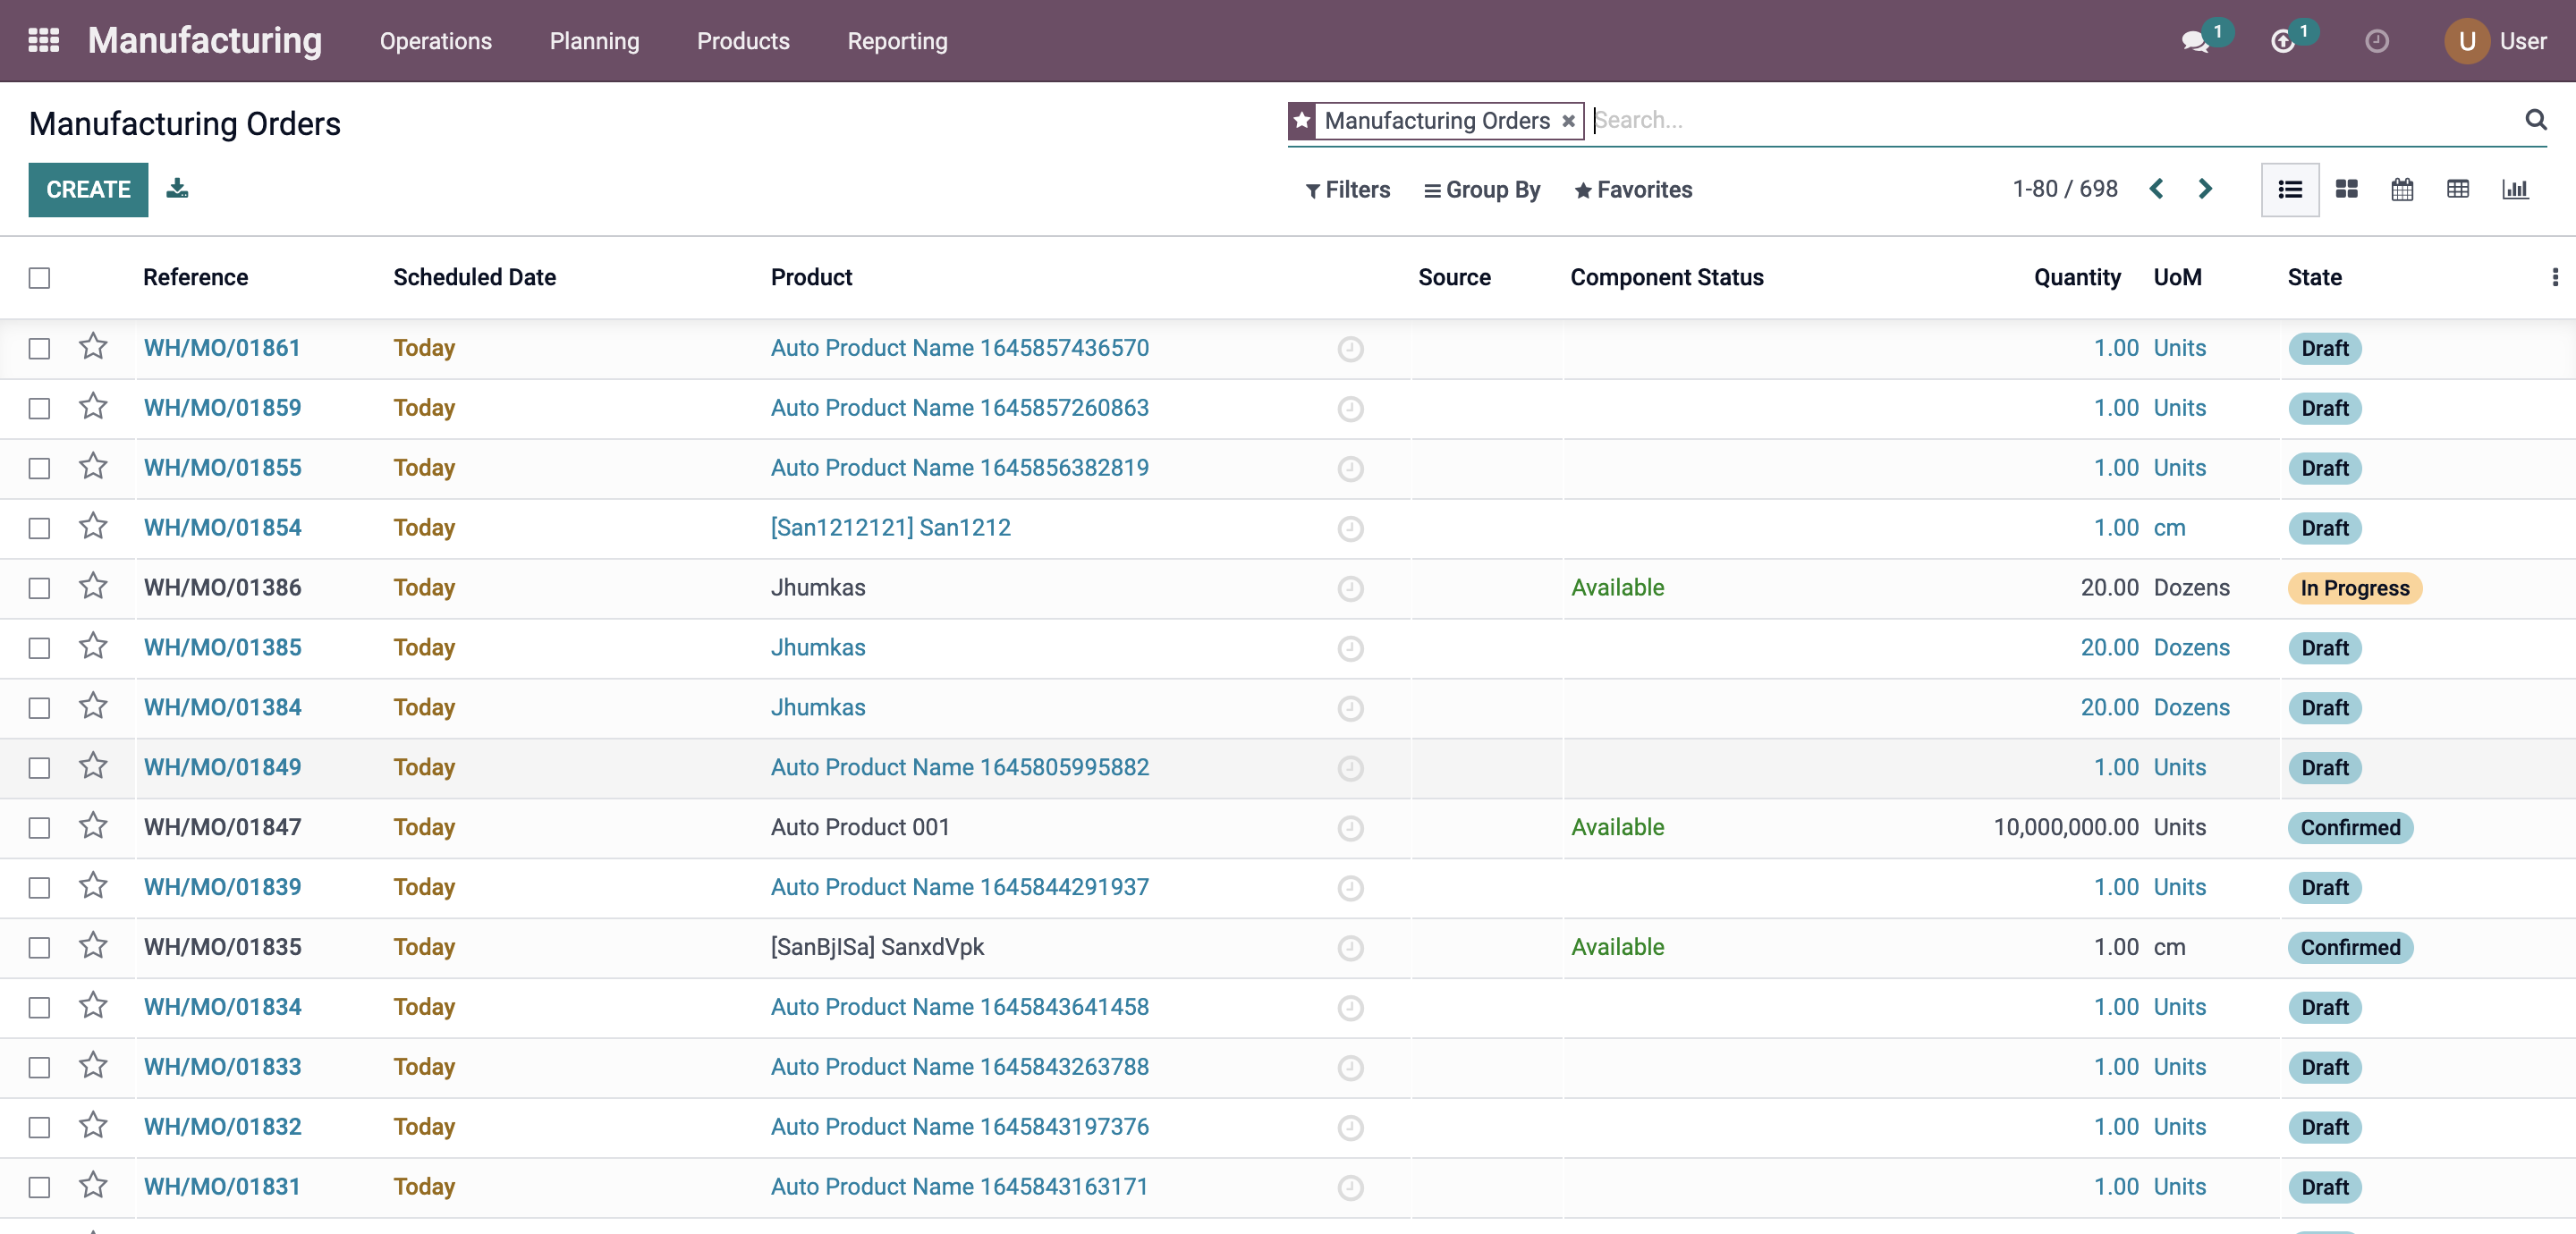 Manufacturing Operations Planning Products Reporting 1 1 U User
Manufacturing Orders Manufacturing Orders Search...
CREATE Filters Group By Favorites 1-80 / 698
Reference Scheduled Date Product Source Component Status Quantity UoM State
WH/MO/01861 Today Auto Product Name 1645857436570 1.00 Units Draft
WH/MO/01859 Today Auto Product Name 1645857260863 1.00 Units Draft
WH/MO/01855 Today Auto Product Name 1645856382819 1.00 Units Draft
WH/MO/01854 Today [San1212121] San1212 1.00 cm Draft
WH/MO/01386 Today Jhumkas Available 20.00 Dozens In Progress
WH/MO/01385 Today Jhumkas 20.00 Dozens Draft
WH/MO/01384 Today Jhumkas 20.00 Dozens Draft
WH/MO/01849 Today Auto Product Name 1645805995882 1.00 Units Draft
WH/MO/01847 Today Auto Product 001 Available 10,000,000.00 Units Confirmed
WH/MO/01839 Today Auto Product Name 1645844291937 1.00 Units Draft
WH/MO/01835 Today [SanBjISa] SanxdVpk Available 1.00 cm Confirmed
WH/MO/01834 Today Auto Product Name 1645843641458 1.00 Units Draft
WH/MO/01833 Today Auto Product Name 1645843263788 1.00 Units Draft
WH/MO/01832 Today Auto Product Name 1645843197376 1.00 Units Draft
WH/MO/01831 Today Auto Product Name 1645843163171 1.00 Units Draft